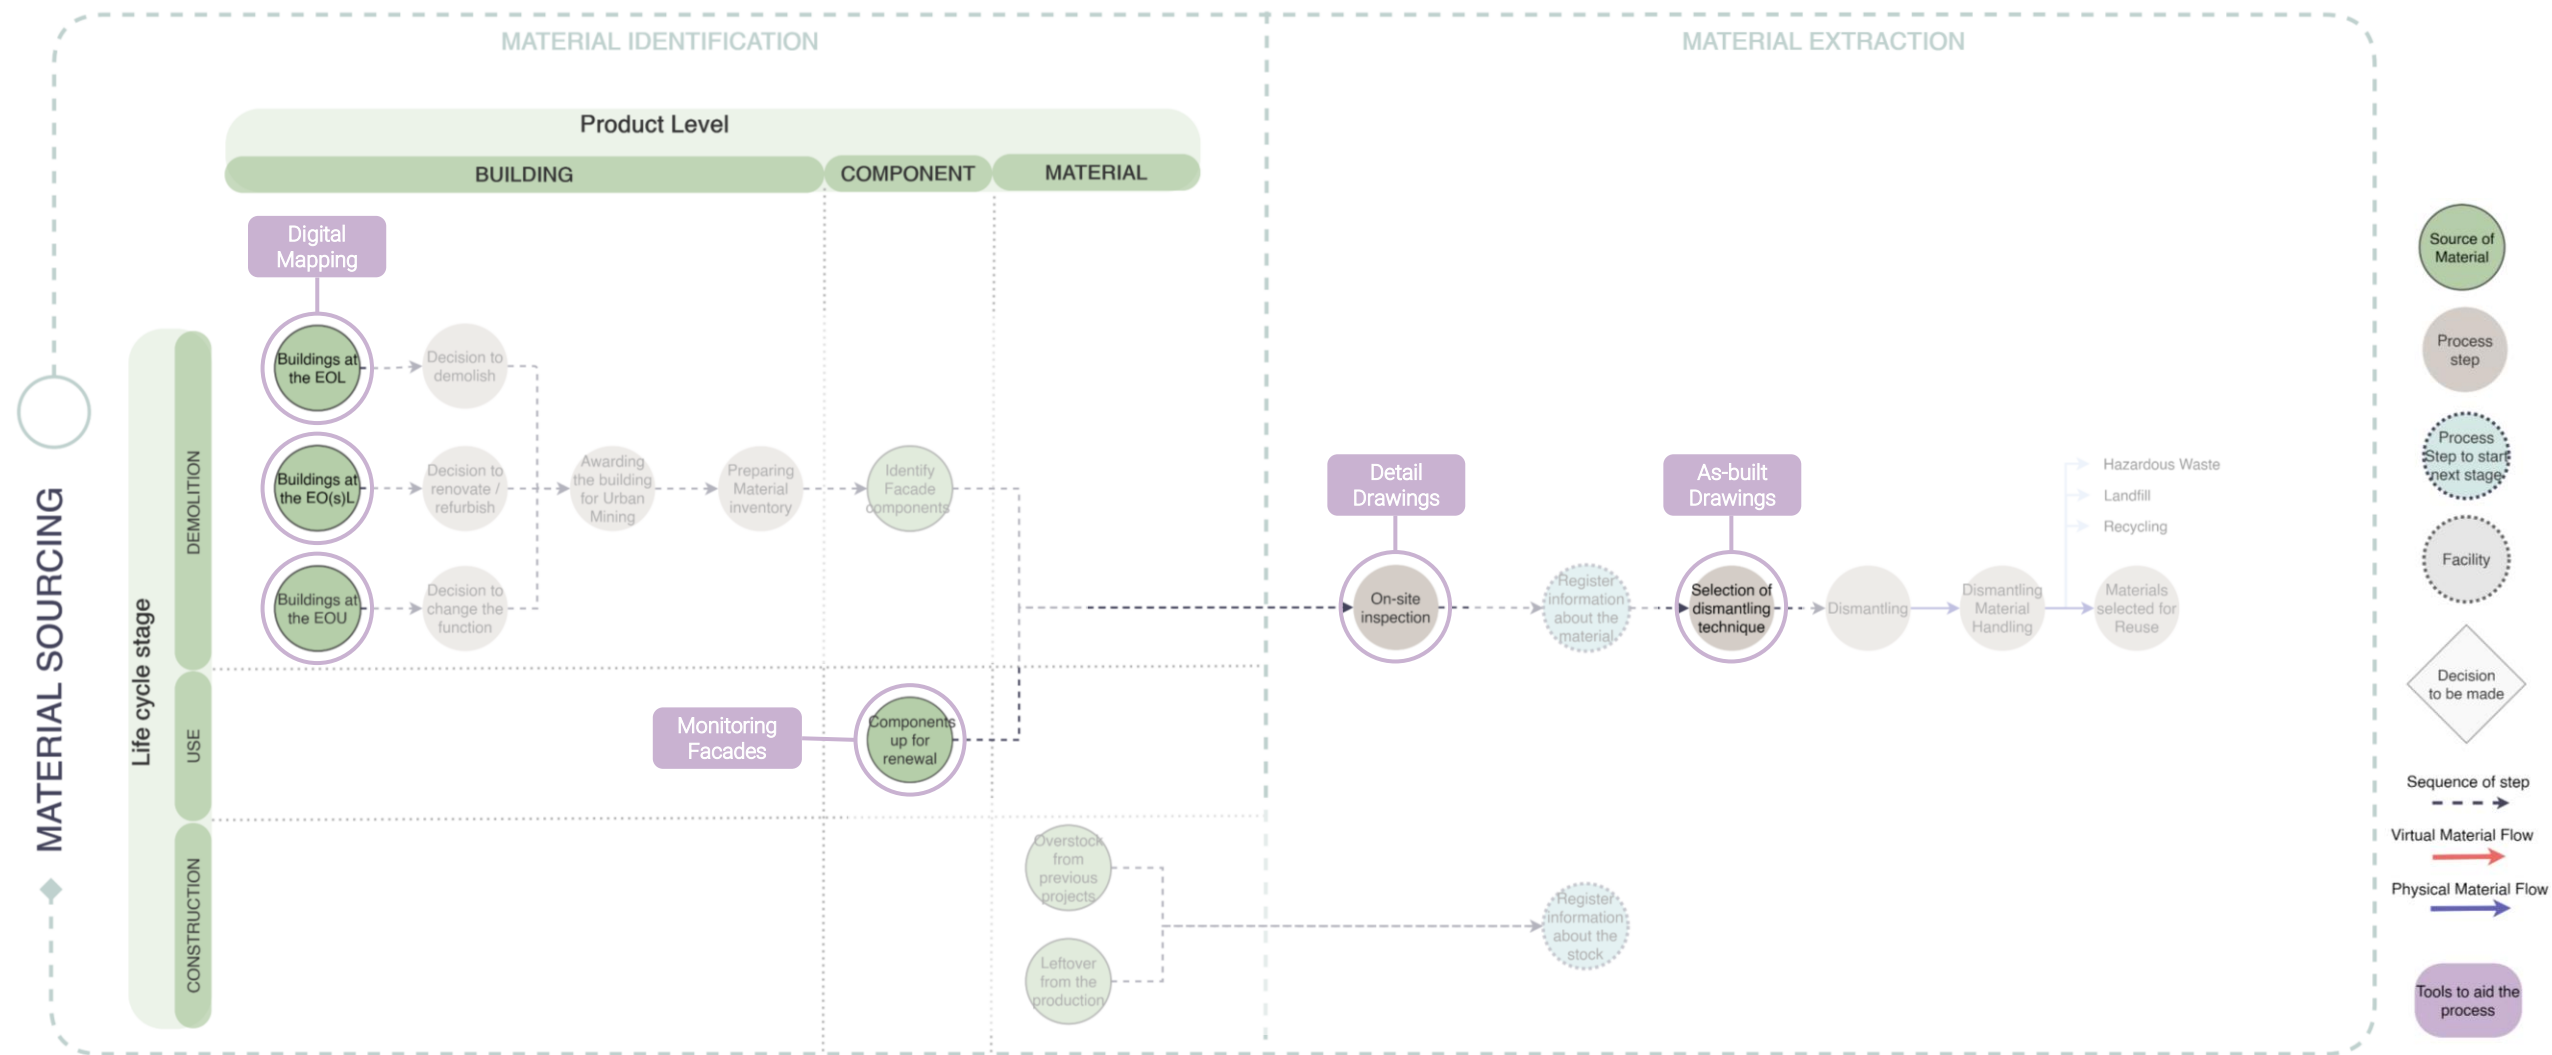 MATERIAL IDENTIFICATION
MATERIAL EXTRACTION
Product Level
BUILDING
COMPONENT
MATERIAL
Digital
Mapping
Buildings at
the EOL
Decision to
demolish
Buildings at
the EO(s)L
Decision to
renovate /
refurbish
Awarding
the building
for Urban
Mining
Preparing
Material
inventory
Identify
Facade
components
Buildings at
the EOU
Decision to
change the
function
Monitoring
Facades
Components
up for
renewal
Overstock
from
previous
projects
Leftover
from the
production
MATERIAL SOURCING
Life cycle stage
DEMOLITION
USE
CONSTRUCTION
Detail
Drawings
On-site
inspection
Register
information
about the
material
As-built
Drawings
Selection of
dismantling
technique
Dismantling
Dismantling
Material
Handling
Materials
selected for
Reuse
Hazardous Waste
Landfill
Recycling
Register
information
about the
stock
Source of
Material
Process
step
Process
Step to start
next stage
Facility
Decision
to be made
Sequence of step
Virtual Material Flow
Physical Material Flow
Tools to aid the
process